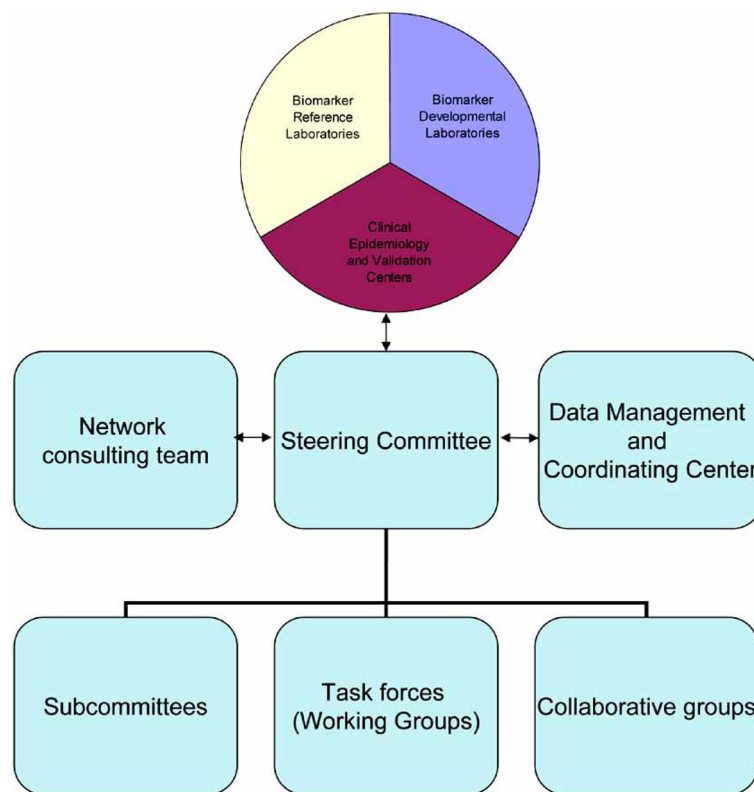 Biomarker
Reference
Laboratories
Biomarker
Developmental
Laboratories
Clinical
Epidemiology
and Validation
Centers
Network
consulting team
Steering Committee
Data Management
and
Coordinating Center
Subcommittees
Task forces
(Working Groups)
Collaborative groups